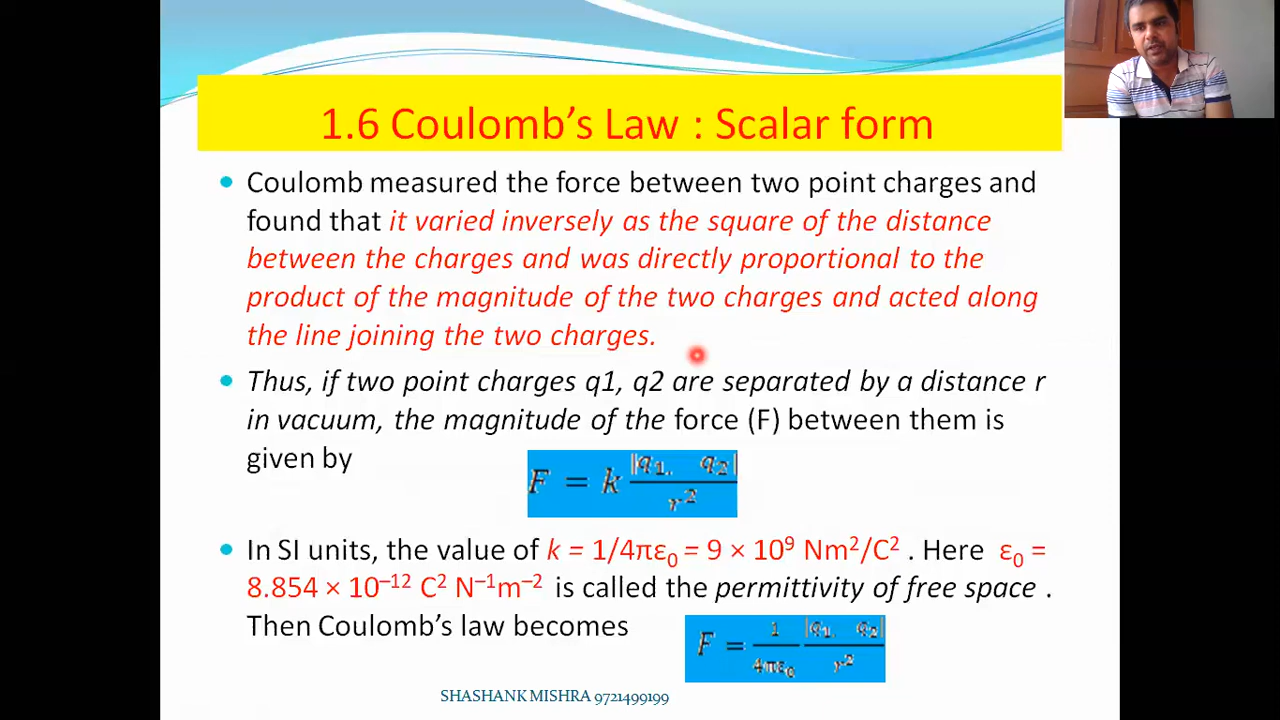 1.6 Coulomb’s Law : Scalar form
• Coulomb measured the force between two point charges and
found that it varied inversely as the square of the distance
between the charges and was directly proportional to the
product of the magnitude of the two charges and acted along
the line joining the two charges.
• Thus, if two point charges q1, q2 are separated by a distance r
in vacuum, the magnitude of the force (F) between them is
given by
F = k |q₁.. q₂| / r²
• In SI units, the value of k = 1/4πε₀ = 9 × 10⁹ Nm²/C² . Here ε₀ =
8.854 × 10⁻¹² C² N⁻¹m⁻² is called the permittivity of free space .
Then Coulomb’s law becomes
F = 1/4πε₀ |q₁. q₂| / r²
SHASHANK MISHRA 9721499199